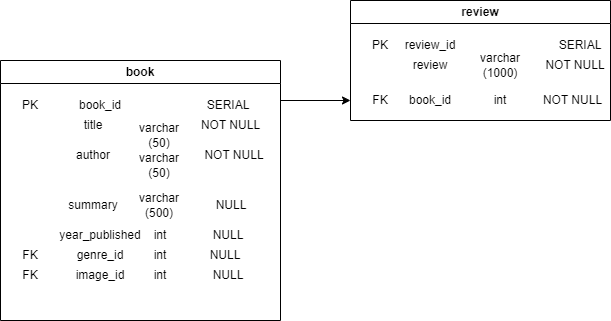 review
PK review_id SERIAL
review varchar (1000) NOT NULL
FK book_id int NOT NULL
book
PK book_id SERIAL
title varchar (50) NOT NULL
author varchar (50) NOT NULL
summary varchar (500) NULL
year_published int NULL
FK genre_id int NULL
FK image_id int NULL